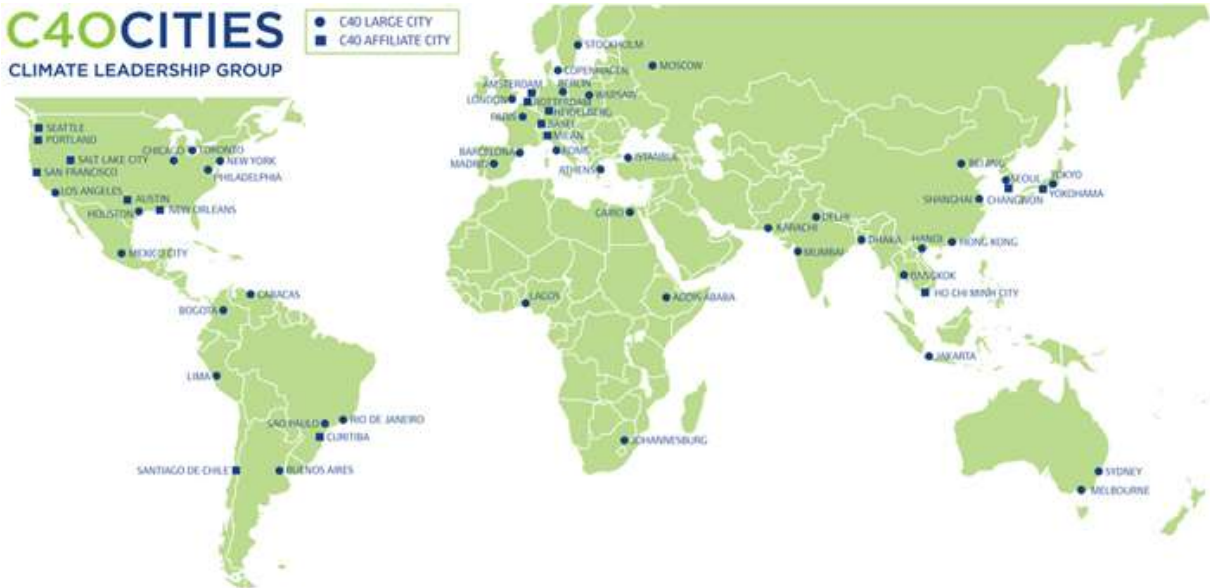 C40CITIES
CLIMATE LEADERSHIP GROUP
C40 LARGE CITY
C40 AFFILIATE CITY
STOCKHOLM
MOSCOW
COPENHAGEN
BERLIN
AMSTERDAM
WARSAW
LONDON
ROTTERDAM
HEIDELBERG
PARIS
BASEL
MILAN
ROME
BARCELONA
MADRID
ISTANBUL
ATHENS
SEATTLE
PORTLAND
CHICAGO
TORONTO
SALT LAKE CITY
NEW YORK
SAN FRANCISCO
PHILADELPHIA
LOS ANGELES
AUSTIN
HOUSTON
NEW ORLEANS
MEXICO CITY
CARACAS
BOGOTA
LIMA
RIO DE JANEIRO
SAO PAULO
CURITIBA
SANTIAGO DE CHILE
BUENOS AIRES
CAIRO
LAGOS
ADDIS ABABA
JOHANNESBURG
BEIJING
SEOUL
TOKYO
YOKOHAMA
SHANGHAI
CHANGWON
DELHI
KARACHI
DHAKA
HANOI
HONG KONG
MUMBAI
BANGKOK
HO CHI MINH CITY
JAKARTA
SYDNEY
MELBOURNE